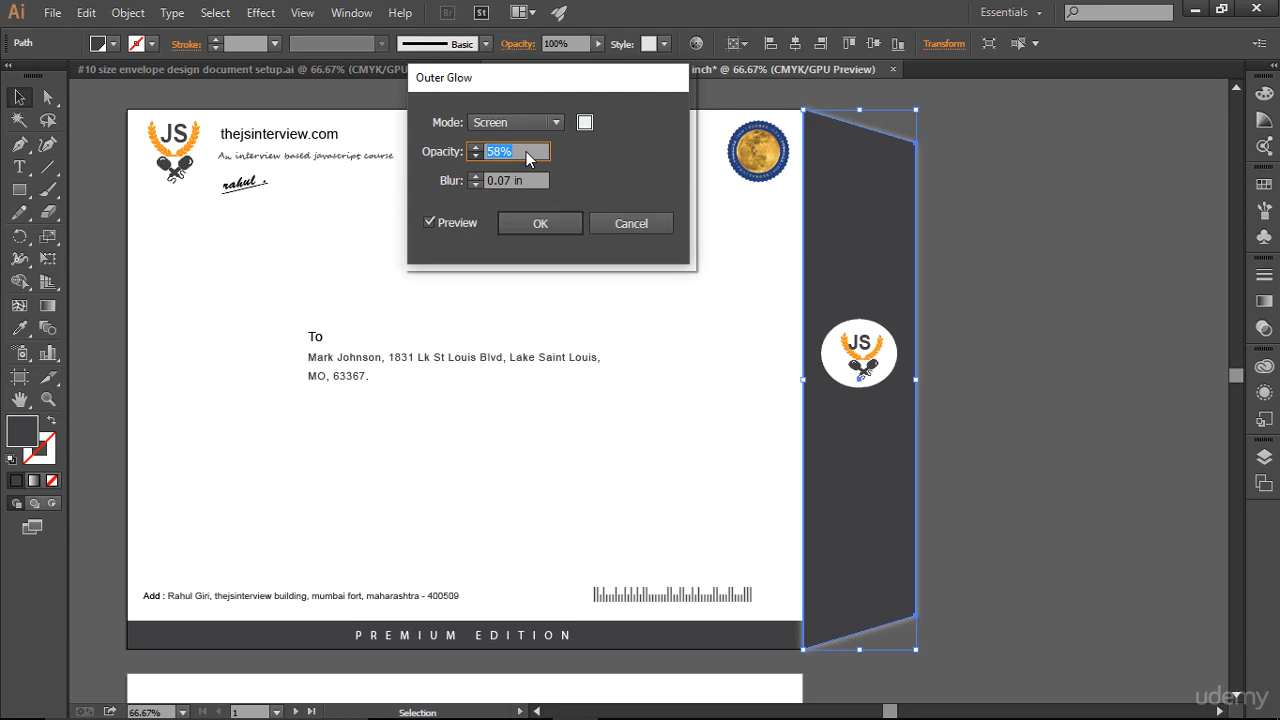 Ai File Edit Object Type Select Effect View Window Help Br St Essentials
Path Stroke: Basic Opacity: 100% Style: Transform
#10 size envelope design document setup.ai @ 66.67% (CMYK/G inch* @ 66.67% (CMYK/GPU Preview) ×
Outer Glow
Mode: Screen
Opacity: 58%
Blur: 0.07 in
Preview OK Cancel
JS
thejsinterview.com
An interview based javascript course
rahul .
JS
To
Mark Johnson, 1831 Lk St Louis Blvd, Lake Saint Louis,
MO, 63367.
Add : Rahul Giri, thejsinterview building, mumbai fort, maharashtra - 400509
PREMIUM EDITION
66.67% 1 Selection
udemy